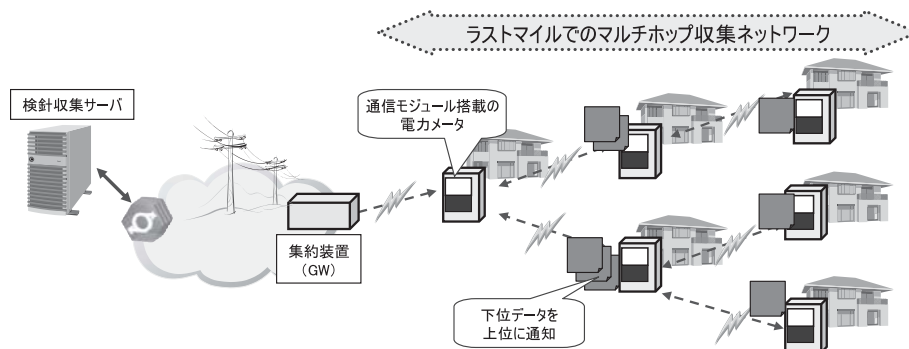 ラストマイルでのマルチホップ収集ネットワーク
検針収集サーバ
通信モジュール搭載の
電力メータ
集約装置
(GW)
下位データを
上位に通知